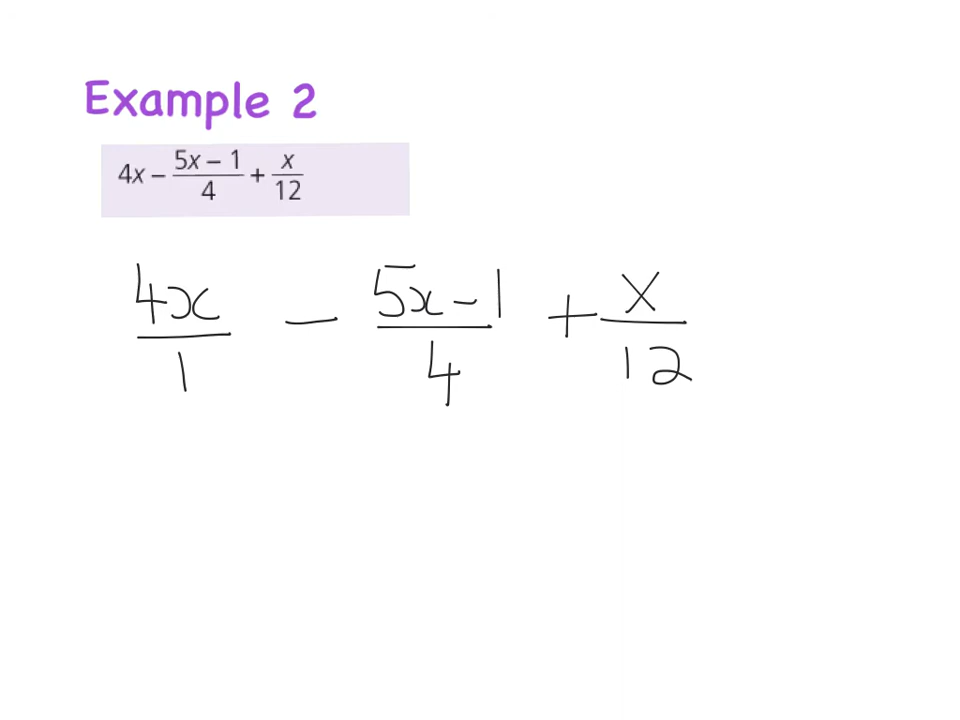 Example 2
4x − (5x − 1)/4 + x/12
4x/1 − (5x − 1)/4 + x/12